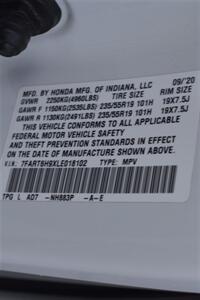 MFD. BY HONDA MFG. OF INDIANA, LLC 09/'20
GVWR 2250KG(4960LBS) TIRE SIZE RIM SIZE
GAWR F 1150KG(2535LBS) 235/55R19 101H 19X7.5J
GAWR R 1130KG(2491LBS) 235/55R19 101H 19X7.5J
THIS VEHICLE CONFORMS TO ALL APPLICABLE
FEDERAL MOTOR VEHICLE SAFETY
AND THEFT PREVENTION STANDARDS IN EFFECT
ON THE DATE OF MANUFACTURE SHOWN ABOVE.
VIN: 7FART6H9XLE018102 TYPE: MPV
TPG L AD7 -NH883P -A-E